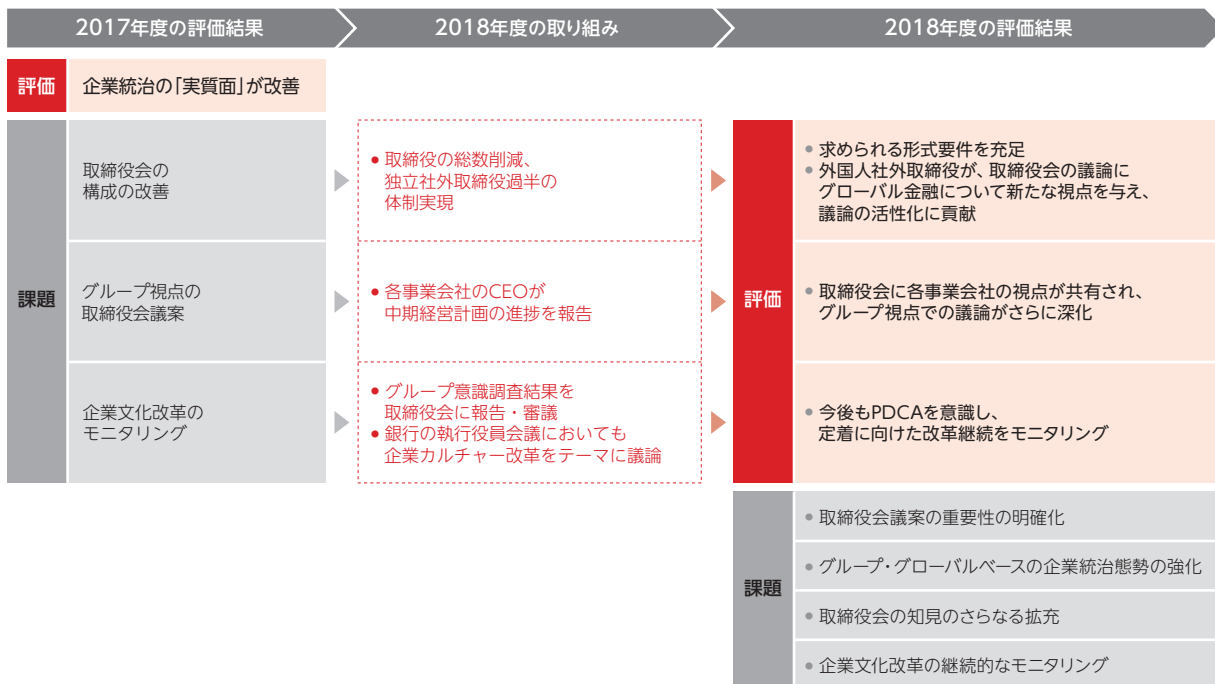 2017年度の評価結果
2018年度の取り組み
2018年度の評価結果
評価
企業統治の「実質面」が改善
課題
取締役会の
構成の改善
• 取締役の総数削減、
独立社外取締役過半の
体制実現
評価
• 求められる形式要件を充足
• 外国人社外取締役が、取締役会の議論に
グローバル金融について新たな視点を与え、
議論の活性化に貢献
グループ視点の
取締役会議案
• 各事業会社のCEOが
中期経営計画の進捗を報告
• 取締役会に各事業会社の視点が共有され、
グループ視点での議論がさらに深化
企業文化改革の
モニタリング
• グループ意識調査結果を
取締役会に報告・審議
• 銀行の執行役員会議においても
企業カルチャー改革をテーマに議論
• 今後もPDCAを意識し、
定着に向けた改革継続をモニタリング
課題
• 取締役会議案の重要性の明確化
• グループ・グローバルベースの企業統治態勢の強化
• 取締役会の知見のさらなる拡充
• 企業文化改革の継続的なモニタリング